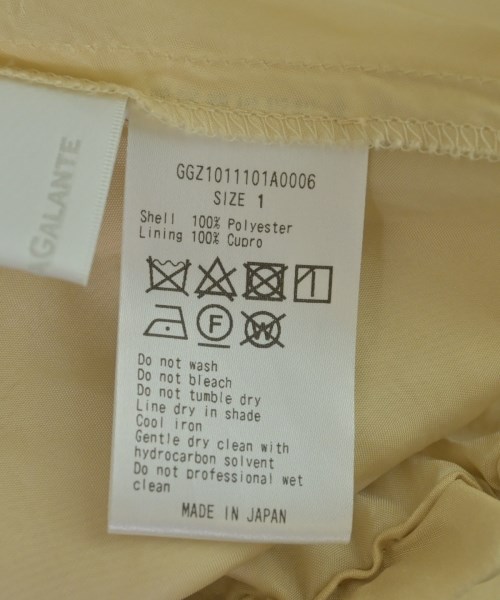 AGALANTE
GGZ1011101A0006
SIZE 1
Shell 100% Polyester
Lining 100% Cupro
F
W
Do not wash
Do not bleach
Do not tumble dry
Line dry in shade
Cool iron
Gentle dry clean with
hydrocarbon solvent
Do not professional wet
clean
MADE IN JAPAN